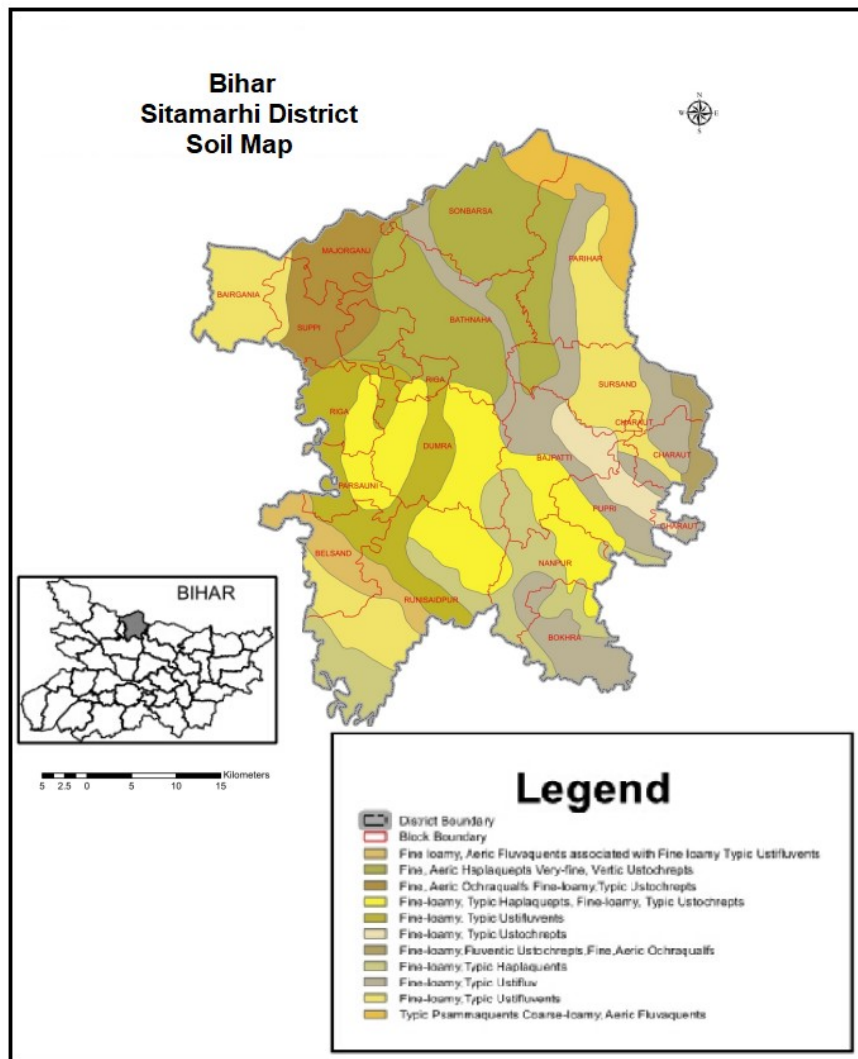 Bihar
Sitamarhi District
Soil Map
N
W E
S
SONBARSA
MAJORGANJ
PARIHAR
BAIRGANIA
SUPPI
BATHNAHA
RIGA
SURSAND
RIGA
CHARAUT
DUMRA
CHARAUT
BAJPATTI
PARSAUNI
PUPRI
CHARAUT
BELSAND
NANPUR
RUNISAIDPUR
BOKHRA
BIHAR
Kilometers
5 2.5 0 5 10 15
Legend
District Boundary
Block Boundary
Fine loamy, Aeric Fluvaquents associated with Fine loamy Typic Ustifluvents
Fine, Aeric Haplaquepts Very-fine, Vertic Ustochrepts
Fine, Aeric Ochraqualfs Fine-loamy, Typic Ustochrepts
Fine-loamy, Typic Haplaquepts, Fine-loamy, Typic Ustochrepts
Fine-loamy, Typic Ustifluvents
Fine-loamy, Typic Ustochrepts
Fine-loamy, Fluventic Ustochrepts, Fine, Aeric Ochraqualfs
Fine-loamy, Typic Haplaquents
Fine-loamy, Typic Ustifluv
Fine-loamy, Typic Ustifluvents
Typic Psammaquents Coarse-loamy, Aeric Fluvaquents